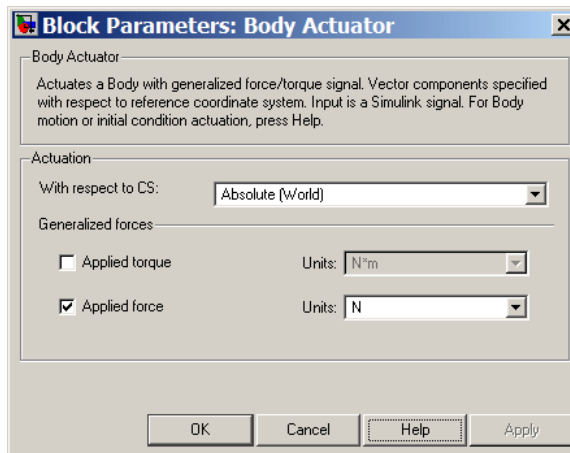 Block Parameters: Body Actuator
Body Actuator
Actuates a Body with generalized force/torque signal. Vector components specified
with respect to reference coordinate system. Input is a Simulink signal. For Body
motion or initial condition actuation, press Help.
Actuation
With respect to CS: Absolute (World)
Generalized forces
Applied torque Units: N*m
Applied force Units: N
OK Cancel Help Apply